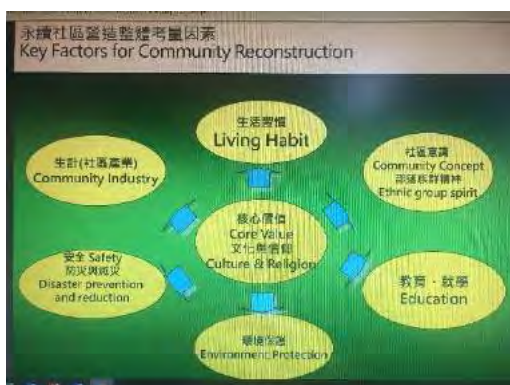 永續社區營造整體考量因素
Key Factors for Community Reconstruction
生活習慣
Living Habit
生計(社區產業)
Community Industry
社區意識
Community Concept
部落族群精神
Ethnic group spirit
核心價值
Core Value
文化與信仰
Culture & Religion
安全 Safety
防災與減災
Disaster prevention
and reduction
教育・就學
Education
環境保護
Environment Protection